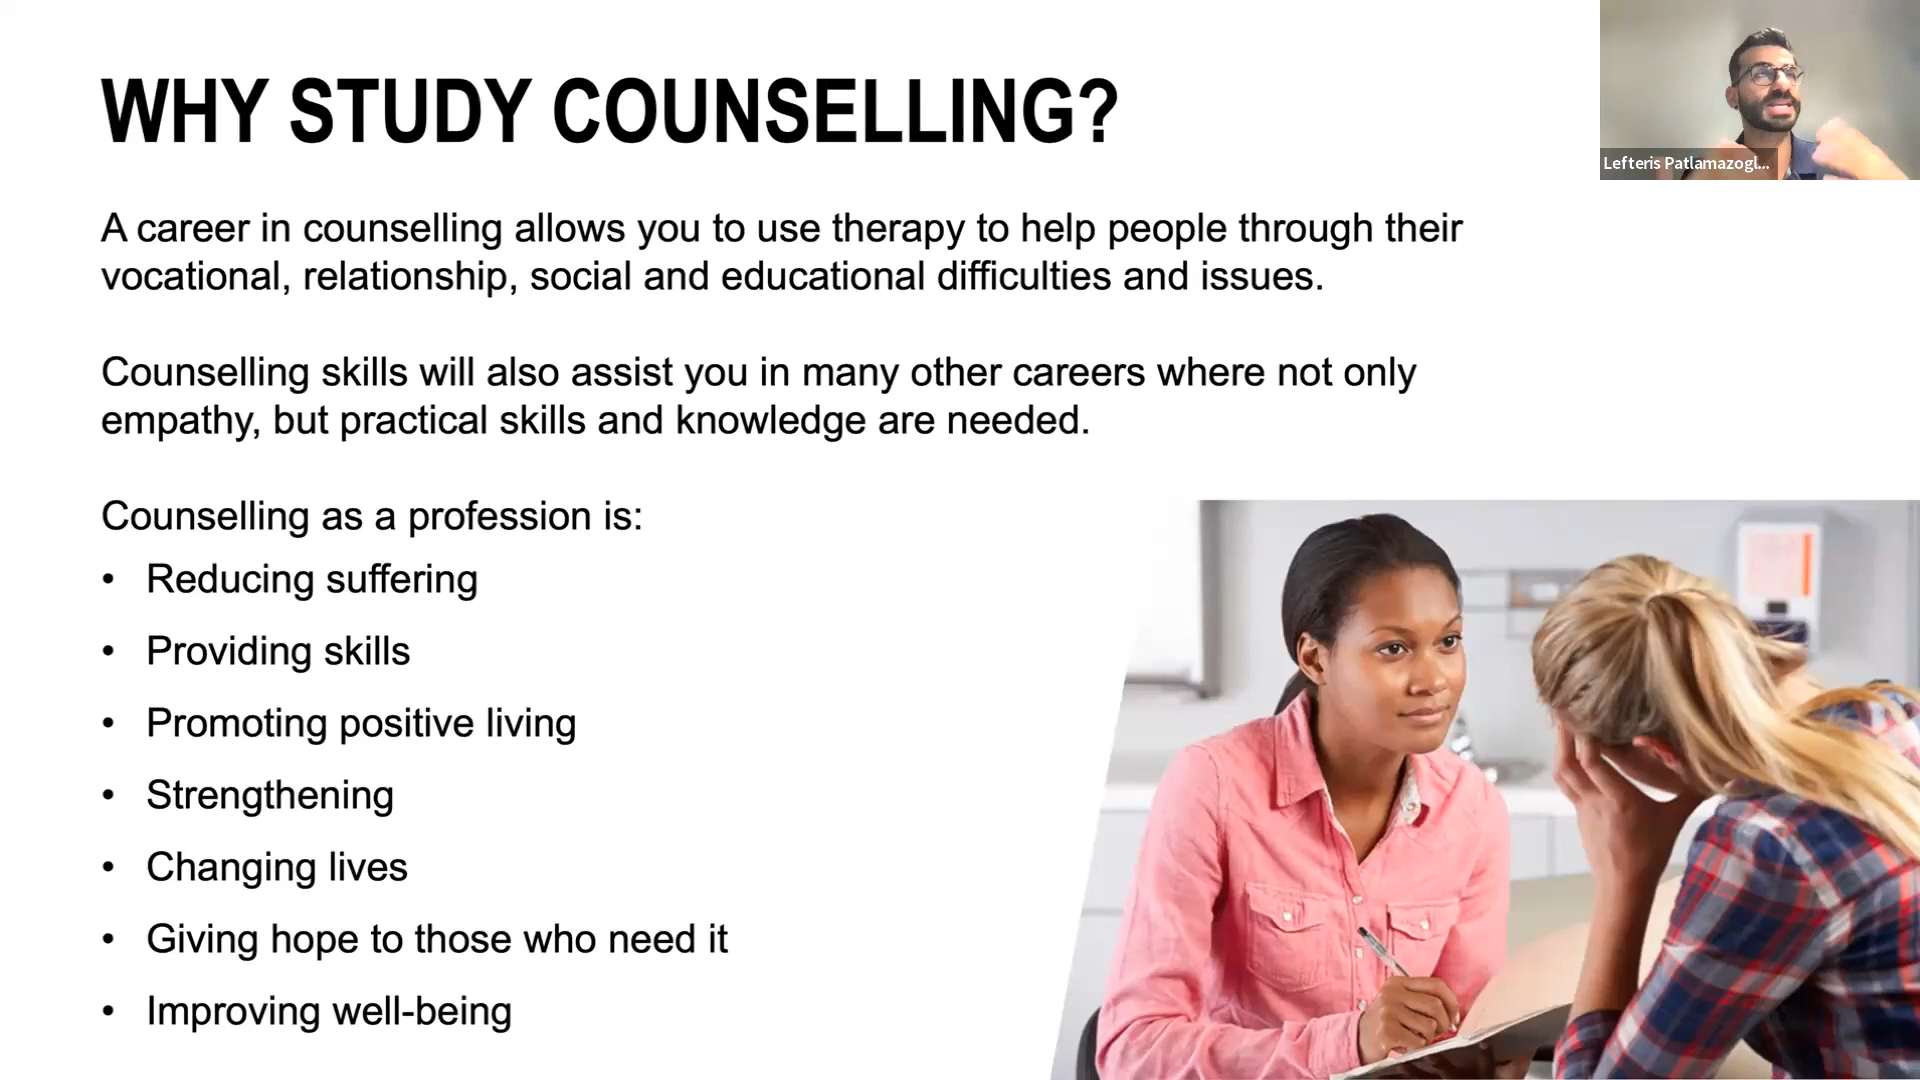 WHY STUDY COUNSELLING?
Lefteris Patlamazogl...
A career in counselling allows you to use therapy to help people through their
vocational, relationship, social and educational difficulties and issues.
Counselling skills will also assist you in many other careers where not only
empathy, but practical skills and knowledge are needed.
Counselling as a profession is:
• Reducing suffering
• Providing skills
• Promoting positive living
• Strengthening
• Changing lives
• Giving hope to those who need it
• Improving well-being